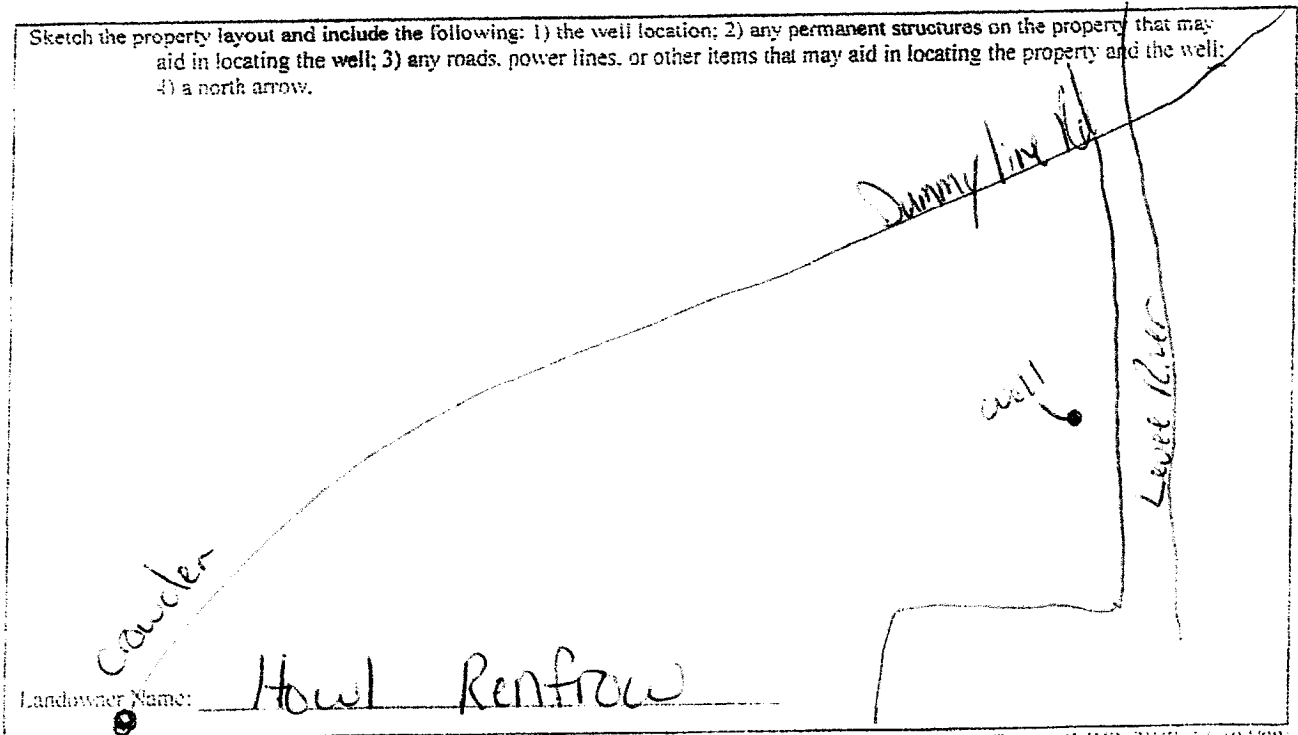 Sketch the property layout and include the following: 1) the well location; 2) any permanent structures on the property that may
aid in locating the well; 3) any roads, power lines, or other items that may aid in locating the property and the well;
4) a north arrow.
Dummy line Rd
well
Levee River
Crowder
Landowner Name: Howl Renfrow